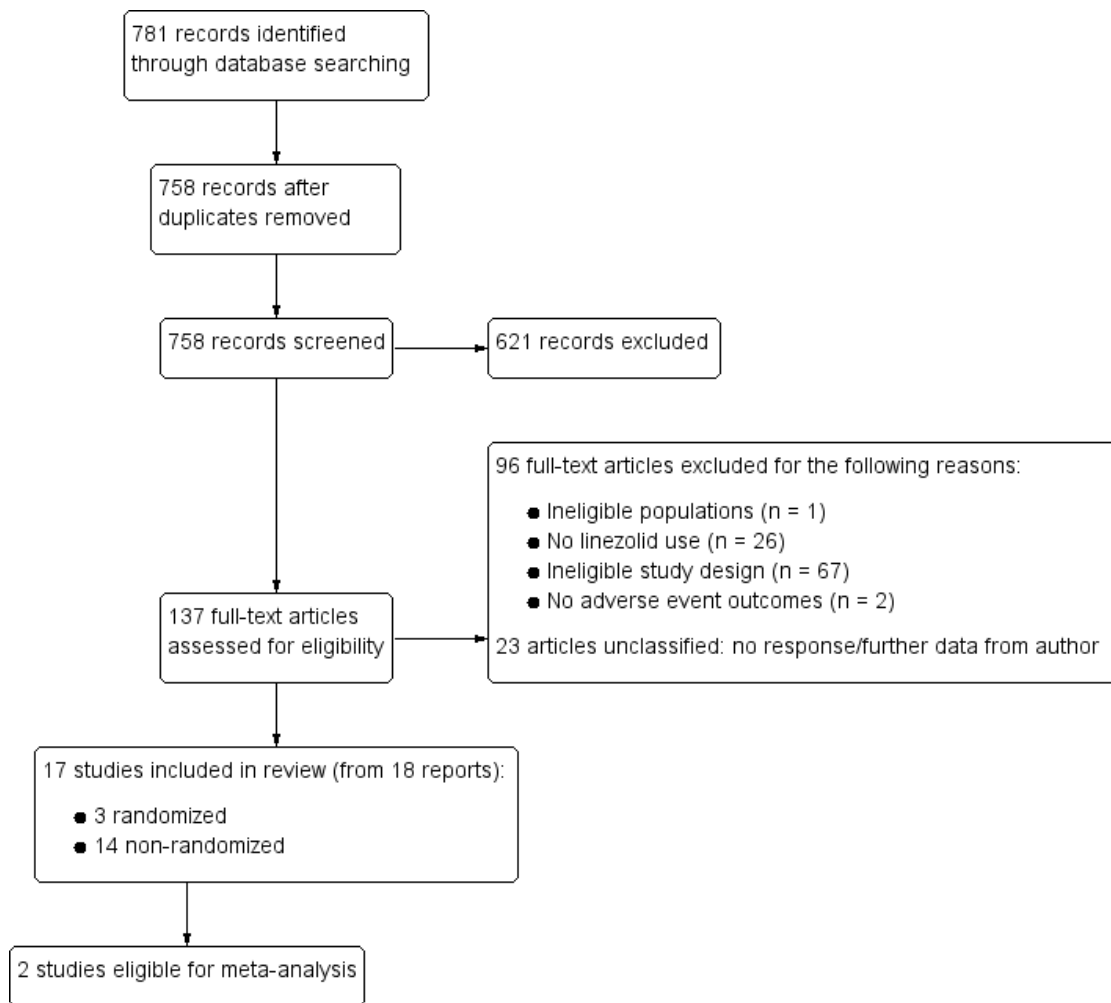 781 records identified
through database searching
758 records after
duplicates removed
758 records screened
621 records excluded
96 full-text articles excluded for the following reasons:
● Ineligible populations (n = 1)
● No linezolid use (n = 26)
● Ineligible study design (n = 67)
● No adverse event outcomes (n = 2)
23 articles unclassified: no response/further data from author
137 full-text articles
assessed for eligibility
17 studies included in review (from 18 reports):
● 3 randomized
● 14 non-randomized
2 studies eligible for meta-analysis